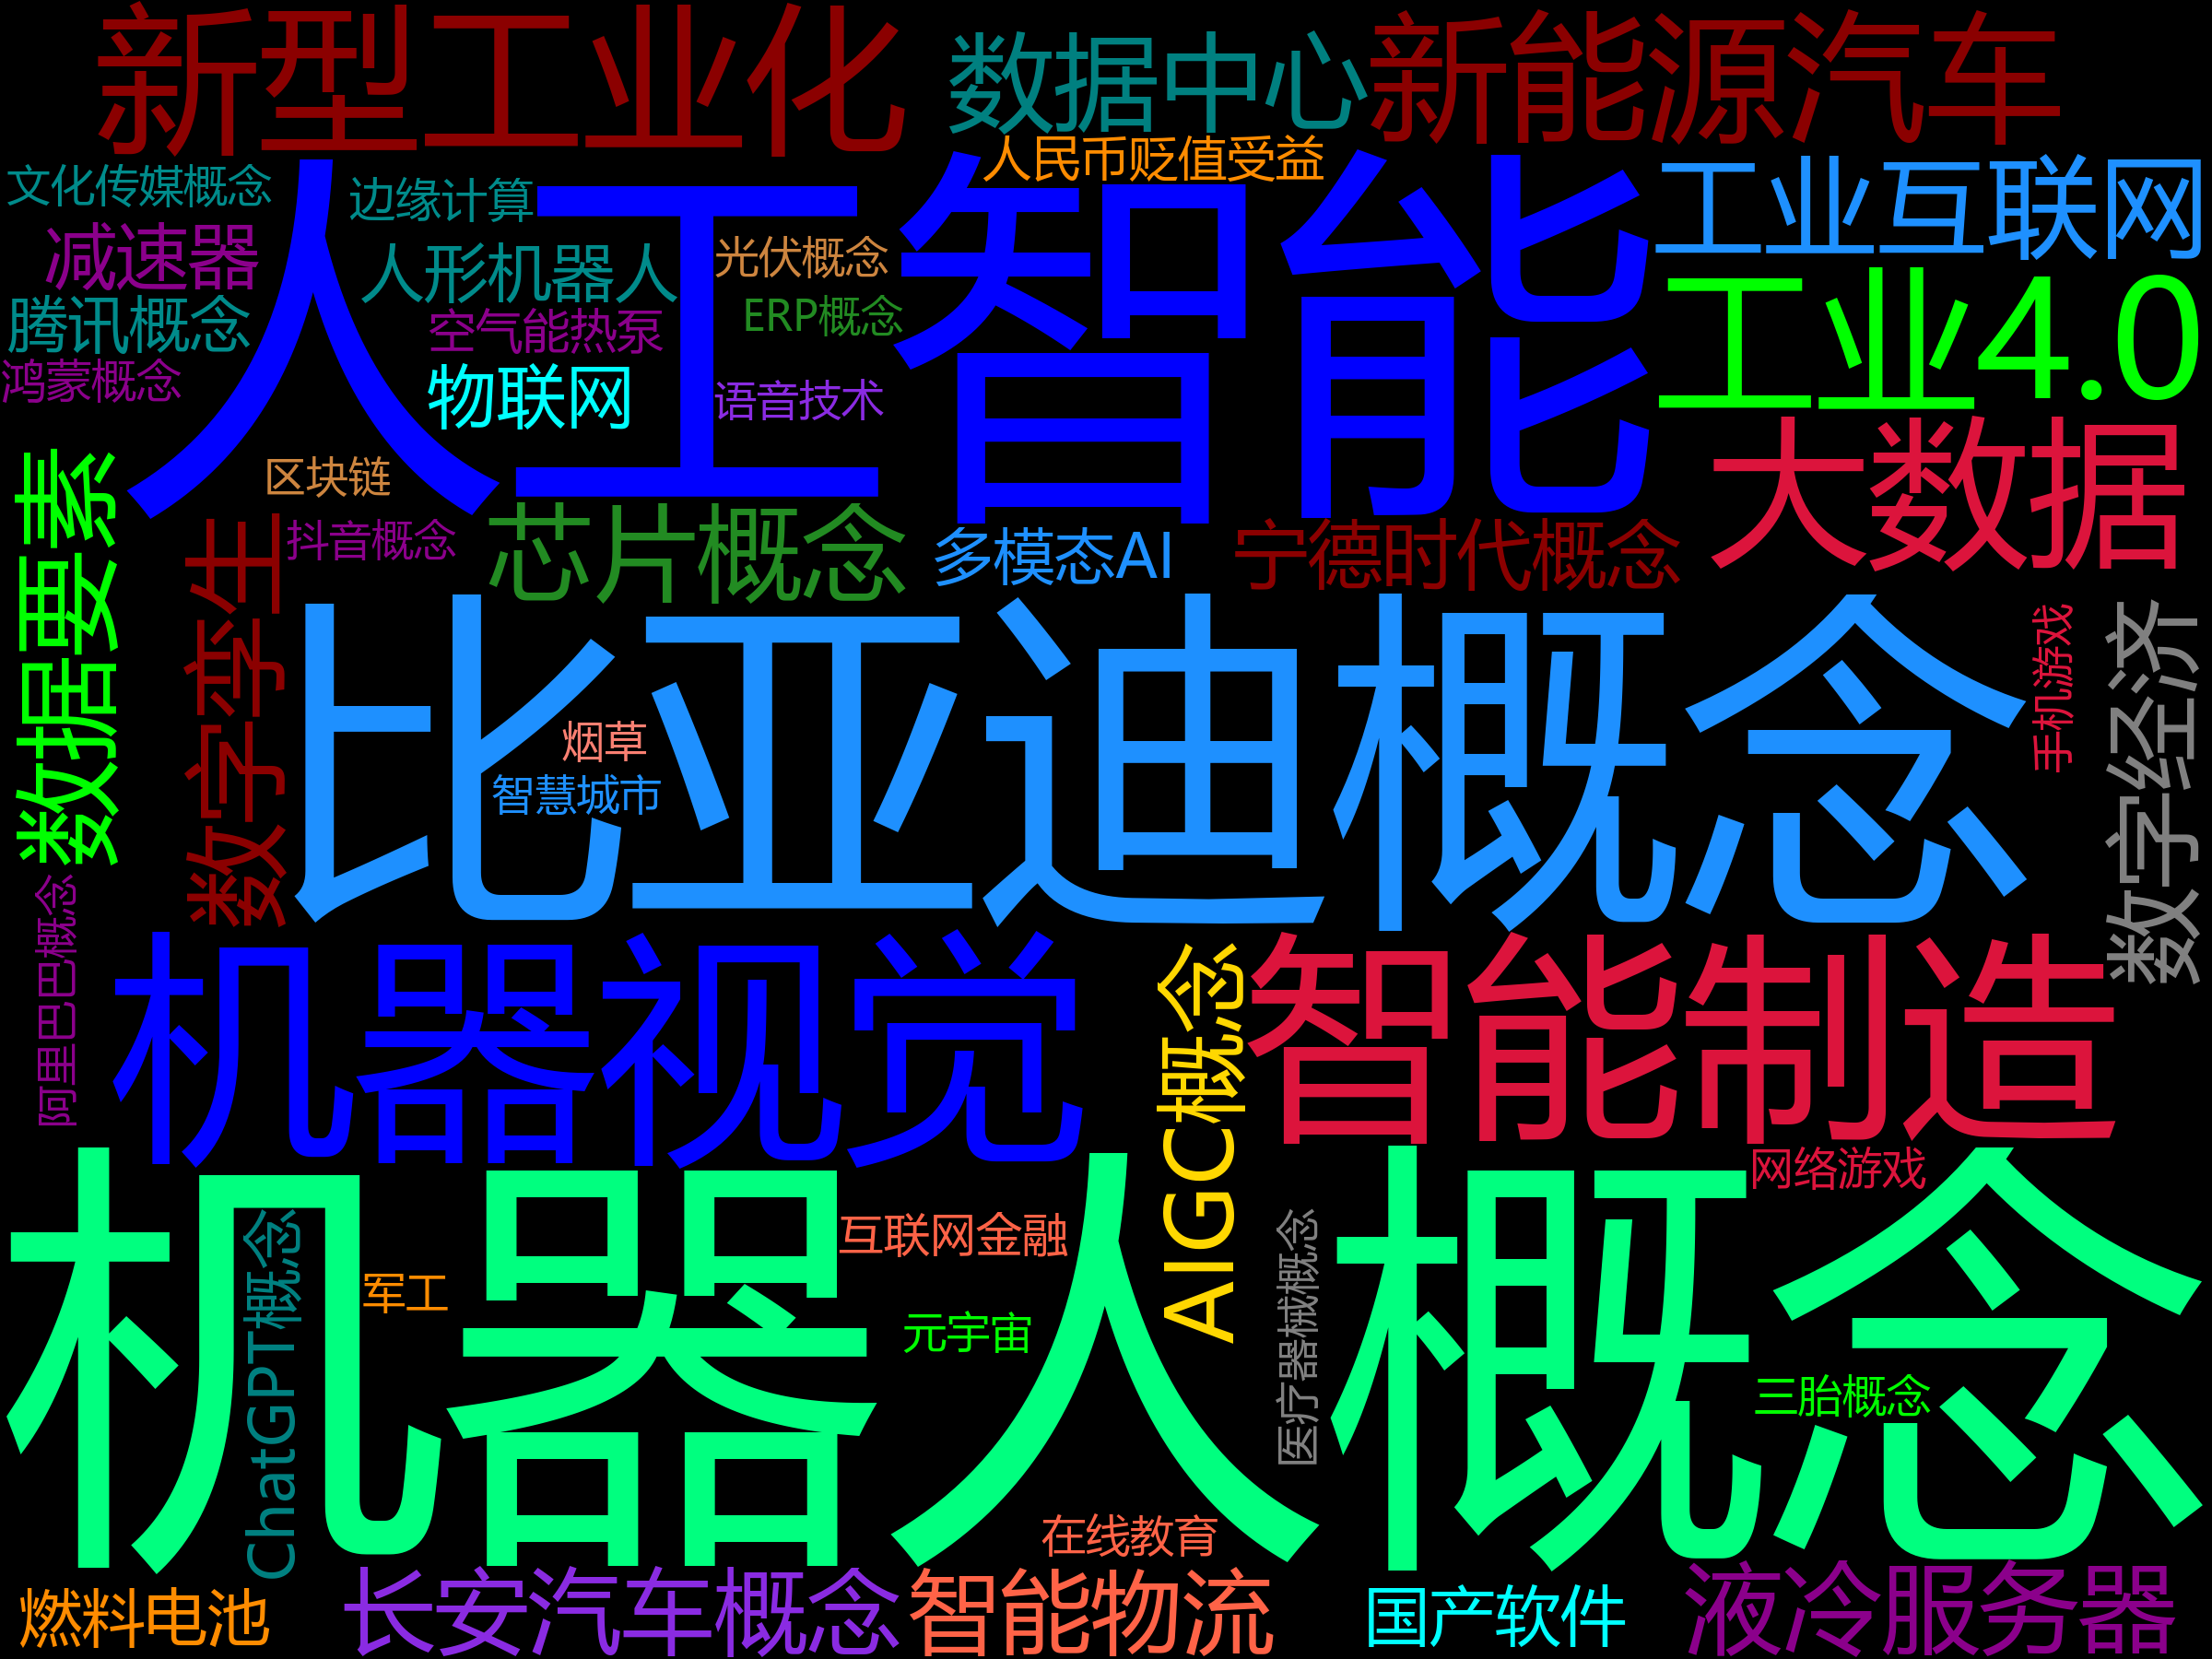 新型工业化
数据中心
新能源汽车
人民币贬值受益
文化传媒概念
边缘计算
人工智能
工业互联网
减速器
人形机器人
光伏概念
工业4.0
腾讯概念
空气能热泵
ERP概念
鸿蒙概念
物联网
语音技术
大数据
区块链
数据要素
数字孪生
抖音概念
芯片概念
多模态AI
宁德时代概念
比亚迪概念
手机游戏
数字经济
烟草
智慧城市
阿里巴巴概念
机器视觉
AIGC概念
智能制造
机器人概念
网络游戏
ChatGPT概念
互联网金融
医疗器械概念
军工
元宇宙
三胎概念
在线教育
燃料电池
长安汽车概念
智能物流
国产软件
液冷服务器